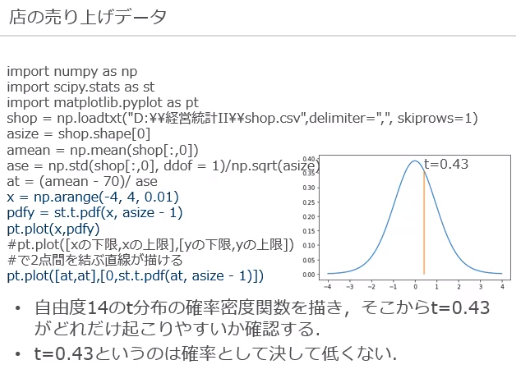 店の売り上げデータ
import numpy as np
import scipy.stats as st
import matplotlib.pyplot as pt
shop = np.loadtxt("D:¥¥経営統計II¥¥shop.csv",delimiter=",", skiprows=1)
asize = shop.shape[0]
amean = np.mean(shop[:,0])
ase = np.std(shop[:,0], ddof = 1)/np.sqrt(asize)
at = (amean - 70)/ ase
x = np.arange(-4, 4, 0.01)
pdfy = st.t.pdf(x, asize - 1)
pt.plot(x,pdfy)
#pt.plot([xの下限,xの上限],[yの下限,yの上限])
#で2点間を結ぶ直線が描ける
pt.plot([at,at],[0,st.t.pdf(at, asize - 1)])
t=0.43
0.40
0.35
0.30
0.25
0.20
0.15
0.10
0.05
0.00
-4 -3 -2 -1 0 1 2 3 4
• 自由度14のt分布の確率密度関数を描き，そこからt=0.43
がどれだけ起こりやすいか確認する．
• t=0.43というのは確率として決して低くない．